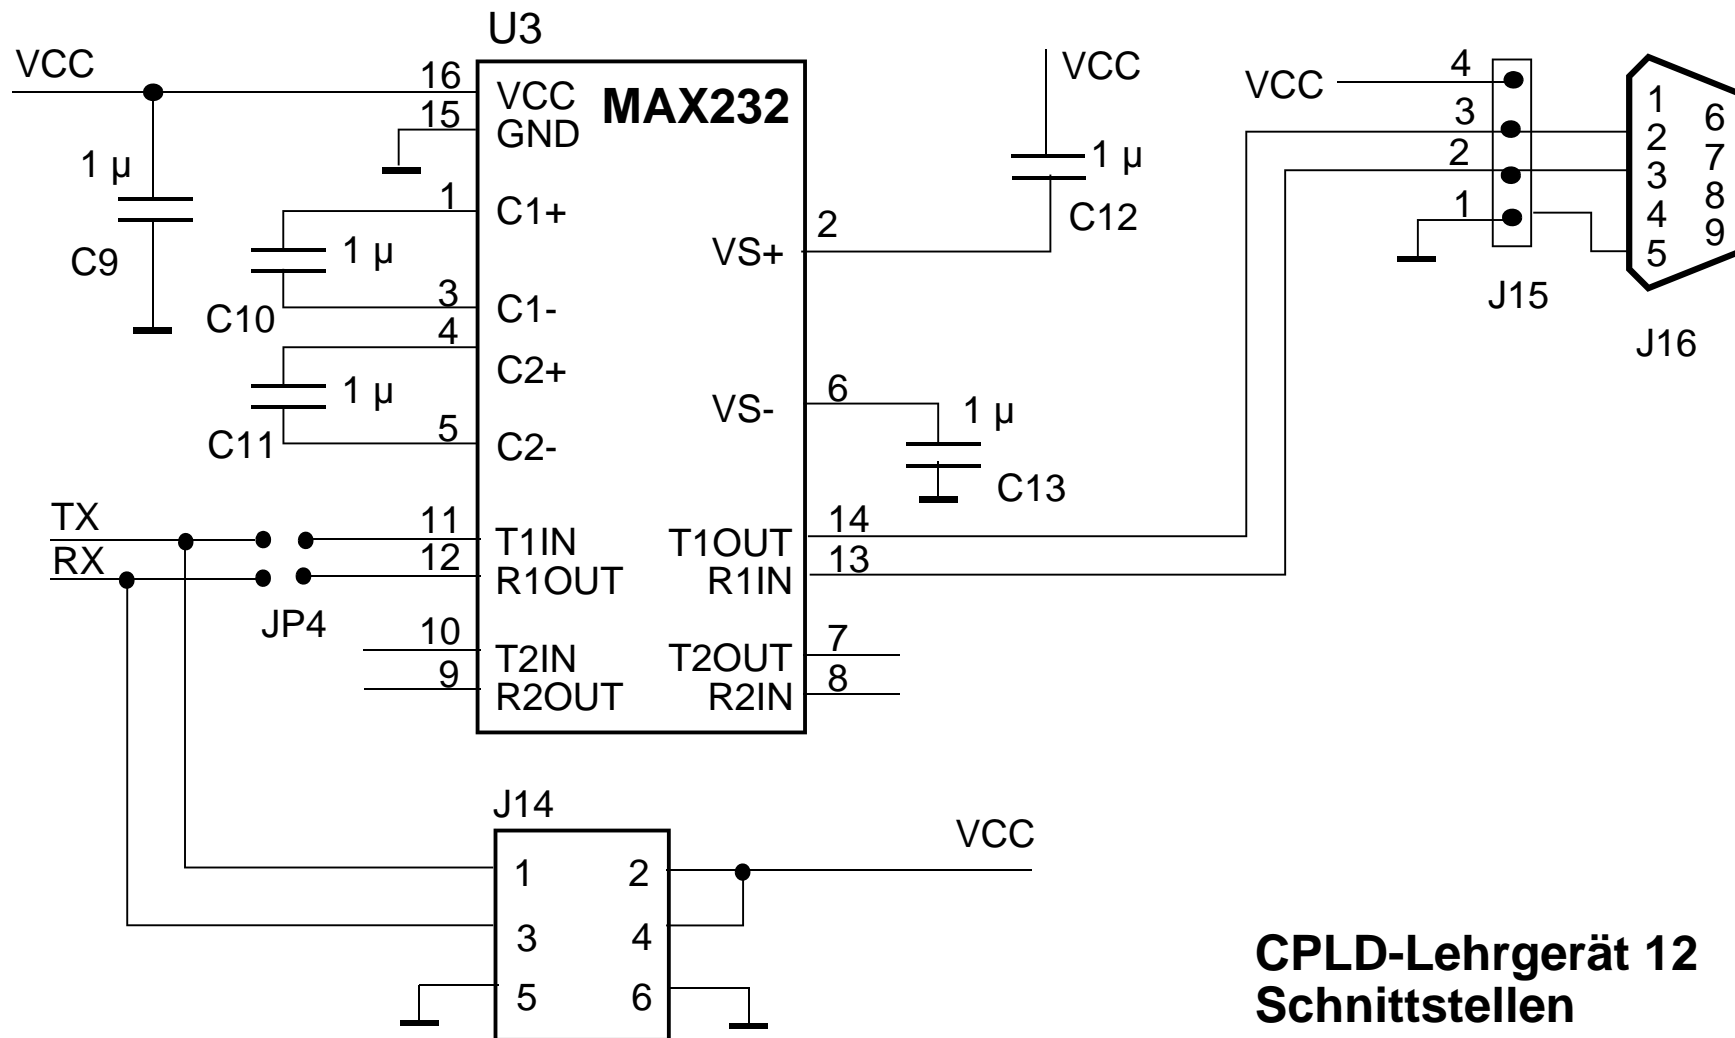 U3
VCC
16
VCC
MAX232
15
GND
1 µ
C9
1
C1+
1 µ
C10
3
C1-
4
C2+
1 µ
C11
5
C2-
TX
RX
JP4
11
T1IN
12
R1OUT
10
T2IN
9
R2OUT
VCC
1 µ
C12
2
VS+
6
VS-
1 µ
C13
14
T1OUT
13
R1IN
7
T2OUT
8
R2IN
VCC
4
3
2
1
J15
1
2
3
4
5
6
7
8
9
J16
J14
1 2
3 4
5 6
VCC
CPLD-Lehrgerät 12
Schnittstellen